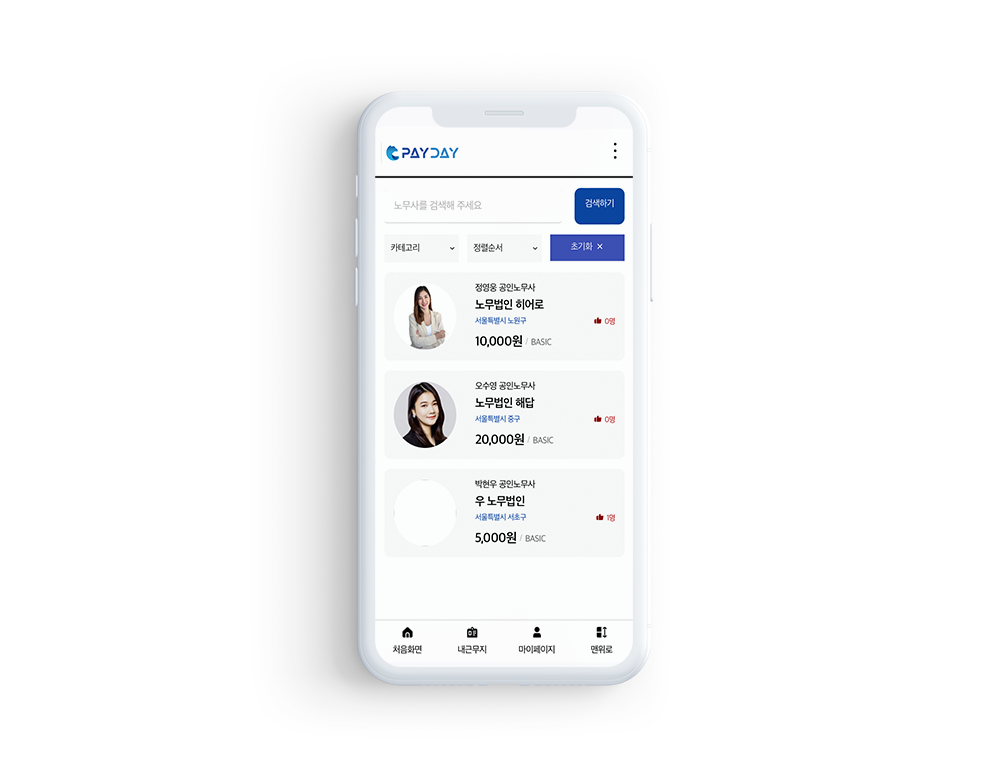 PAYDAY
노무사를 검색해 주세요
검색하기
카테고리
정렬순서
초기화 ×
정영웅 공인노무사
노무법인 히어로
서울특별시 노원구
0명
10,000원 / BASIC
오수영 공인노무사
노무법인 해답
서울특별시 중구
0명
20,000원 / BASIC
박현우 공인노무사
우 노무법인
서울특별시 서초구
1명
5,000원 / BASIC
처음화면
내근무지
마이페이지
맨위로